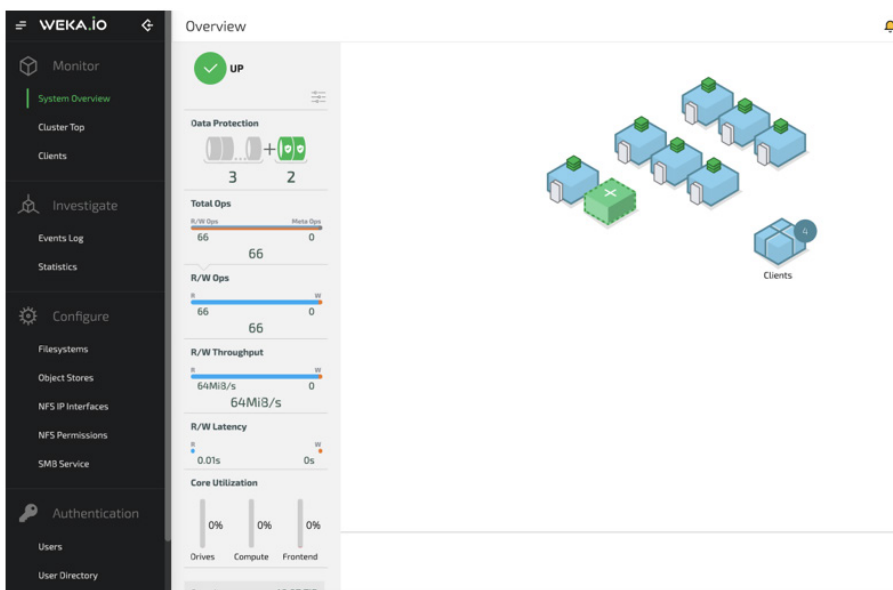 WEKA.iO
Overview
Monitor
System Overview
Cluster Top
Clients
Investigate
Events Log
Statistics
Configure
Filesystems
Object Stores
NFS IP Interfaces
NFS Permissions
SMB Service
Authentication
Users
User Directory
UP
Data Protection
...
+
3 2
Total Ops
R/W Ops Meta Ops
66 0
66
R/W Ops
R W
66 0
66
R/W Throughput
R W
64MiB/s 0
64MiB/s
R/W Latency
R W
0.01s 0s
Core Utilization
0% 0% 0%
Drives Compute Frontend
4
Clients